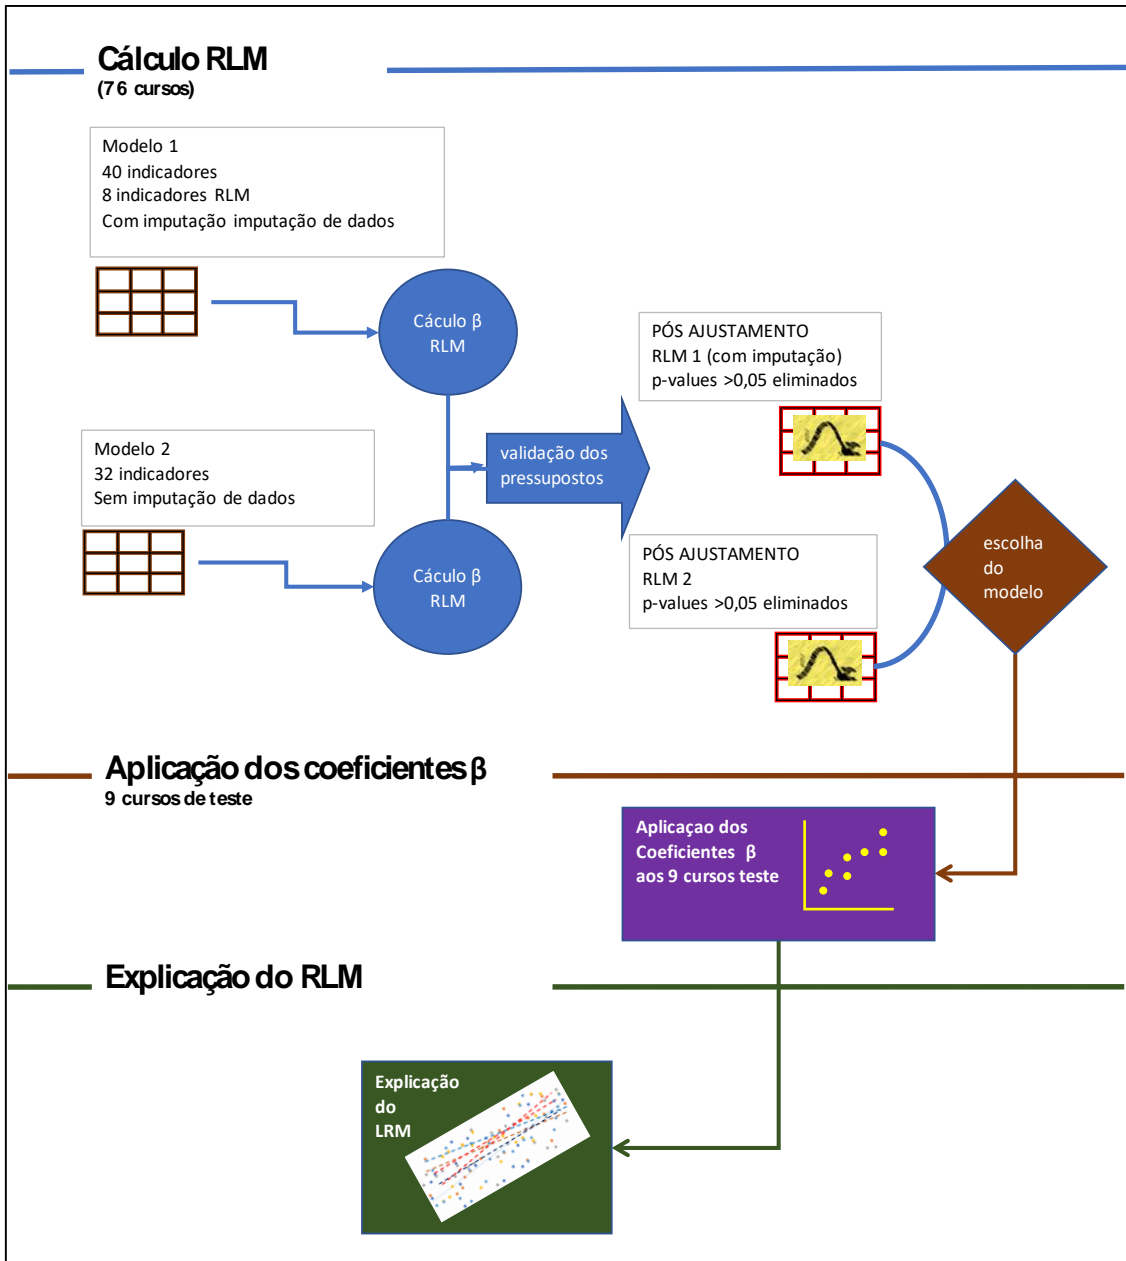 Cálculo RLM
(76 cursos)
Modelo 1
40 indicadores
8 indicadores RLM
Com imputação imputação de dados
Cáculo β
RLM
PÓS AJUSTAMENTO
RLM 1 (com imputação)
p-values >0,05 eliminados
Modelo 2
32 indicadores
Sem imputação de dados
validação dos
pressupostos
Cáculo β
RLM
PÓS AJUSTAMENTO
RLM 2
p-values >0,05 eliminados
escolha
do
modelo
Aplicação dos coeficientes β
9 cursos de teste
Aplicaçao dos
Coeficientes β
aos 9 cursos teste
Explicação do RLM
Explicação
do
LRM